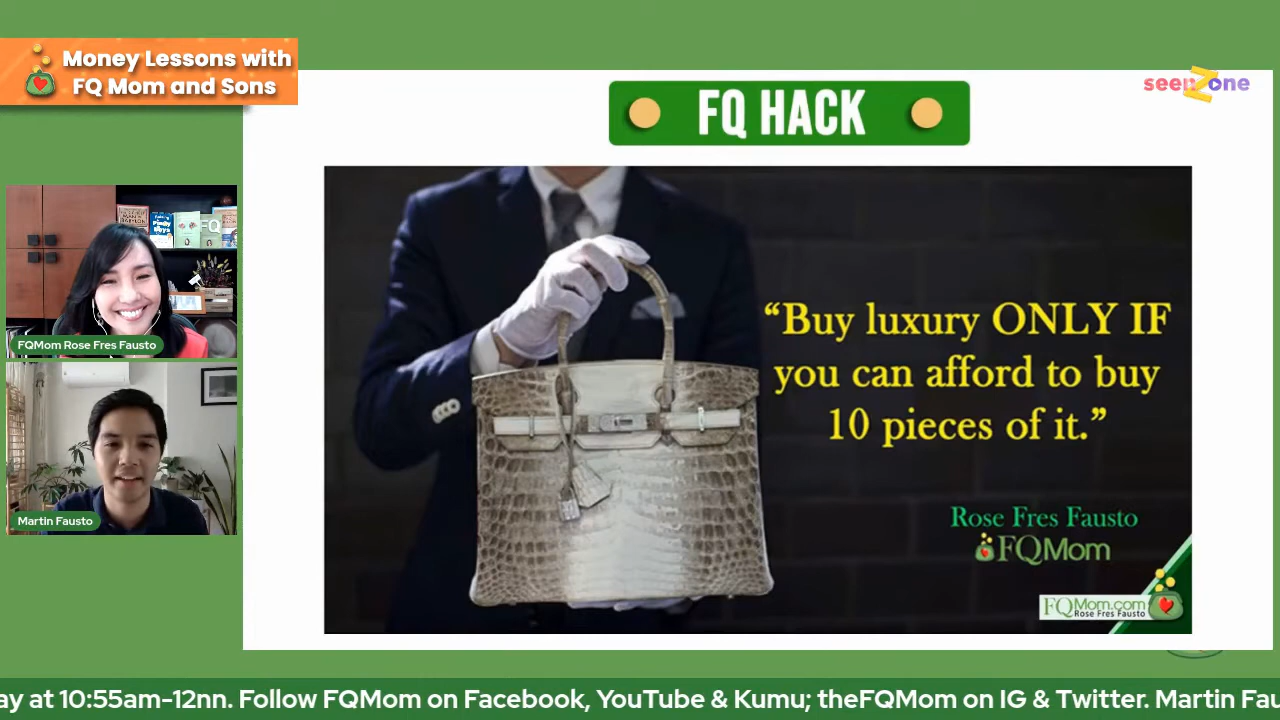 Money Lessons with
FQ Mom and Sons
seenZone
FQ HACK
FQ
FQMom Rose Fres Fausto
Martin Fausto
“Buy luxury ONLY IF
you can afford to buy
10 pieces of it.”
Rose Fres Fausto
FQMom
FQMom.com
Rose Fres Fausto
ay at 10:55am-12nn. Follow FQMom on Facebook, YouTube & Kumu; theFQMom on IG & Twitter. Martin Fau